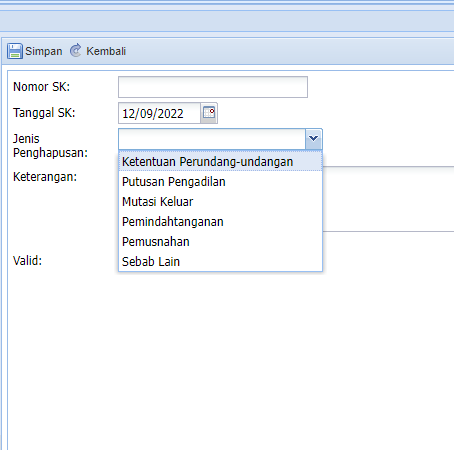 Simpan Kembali
Nomor SK:
Tanggal SK: 12/09/2022
Jenis
Penghapusan:
Ketentuan Perundang-undangan
Keterangan:
Putusan Pengadilan
Mutasi Keluar
Pemindahtanganan
Pemusnahan
Valid:
Sebab Lain